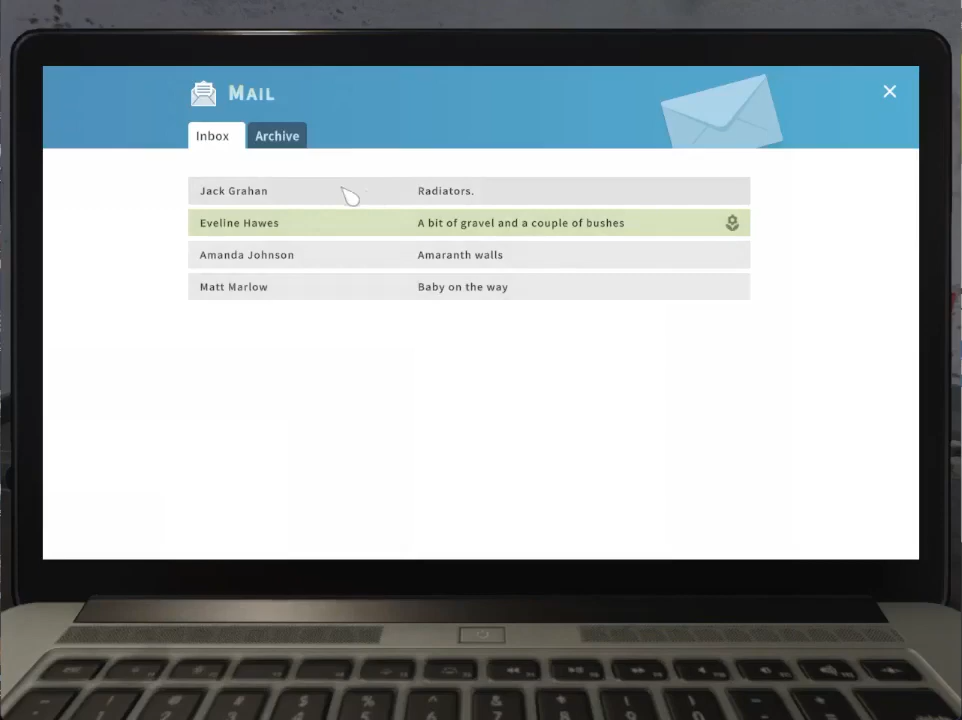 Mail
Inbox Archive
Jack Grahan Radiators.
Eveline Hawes A bit of gravel and a couple of bushes
Amanda Johnson Amaranth walls
Matt Marlow Baby on the way